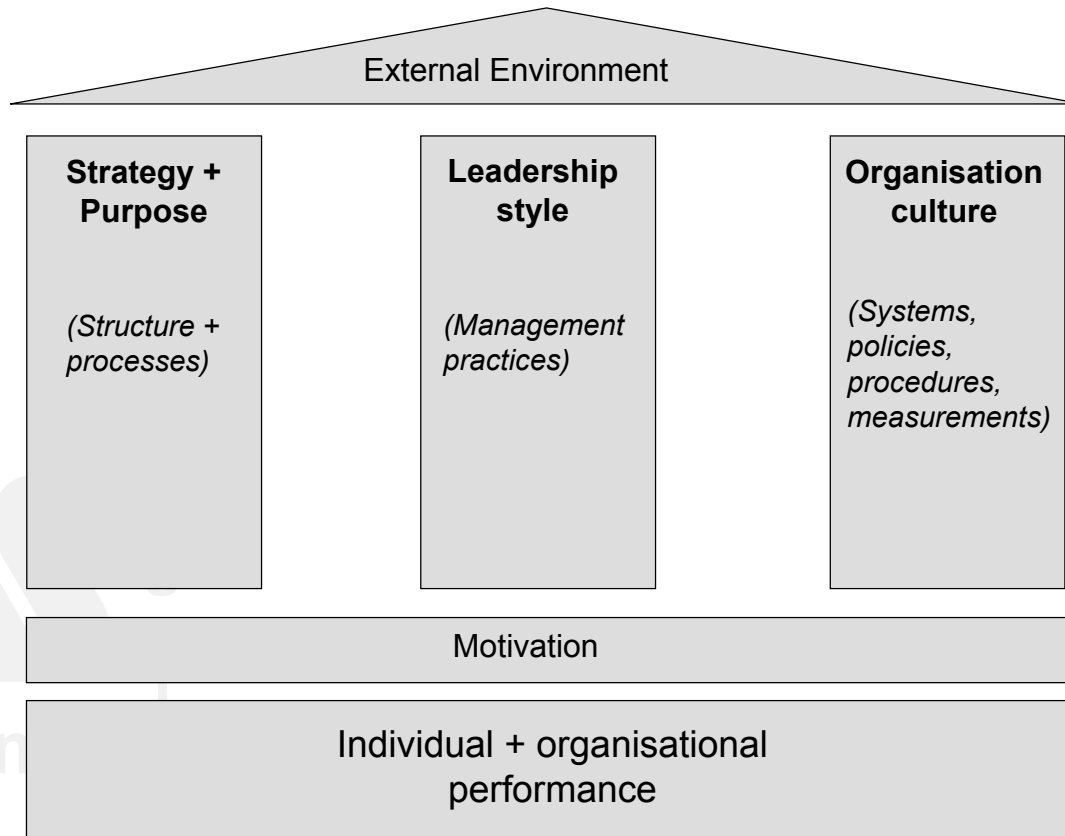 External Environment
Strategy +
Purpose
(Structure +
processes)
Leadership
style
(Management
practices)
Organisation
culture
(Systems,
policies,
procedures,
measurements)
Motivation
Individual + organisational
performance